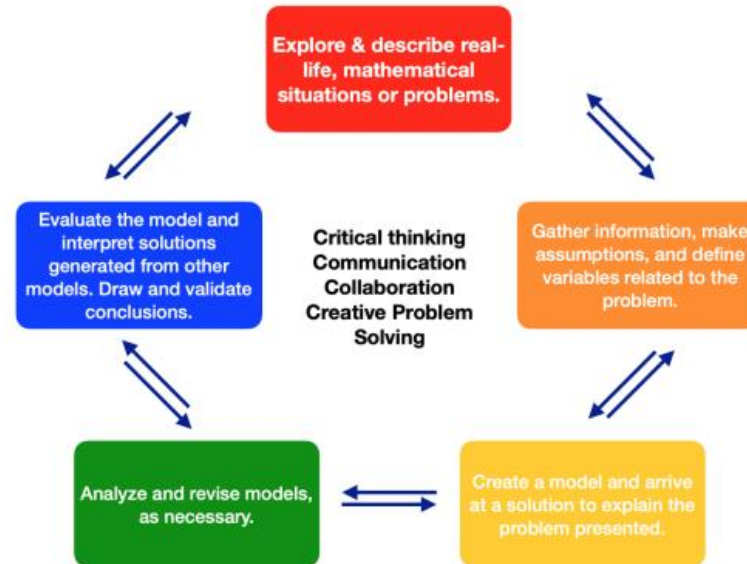 Explore & describe real-
life, mathematical
situations or problems.
Evaluate the model and
interpret solutions
generated from other
models. Draw and validate
conclusions.
Critical thinking
Communication
Collaboration
Creative Problem
Solving
Gather information, make
assumptions, and define
variables related to the
problem.
Analyze and revise models,
as necessary.
Create a model and arrive
at a solution to explain the
problem presented.